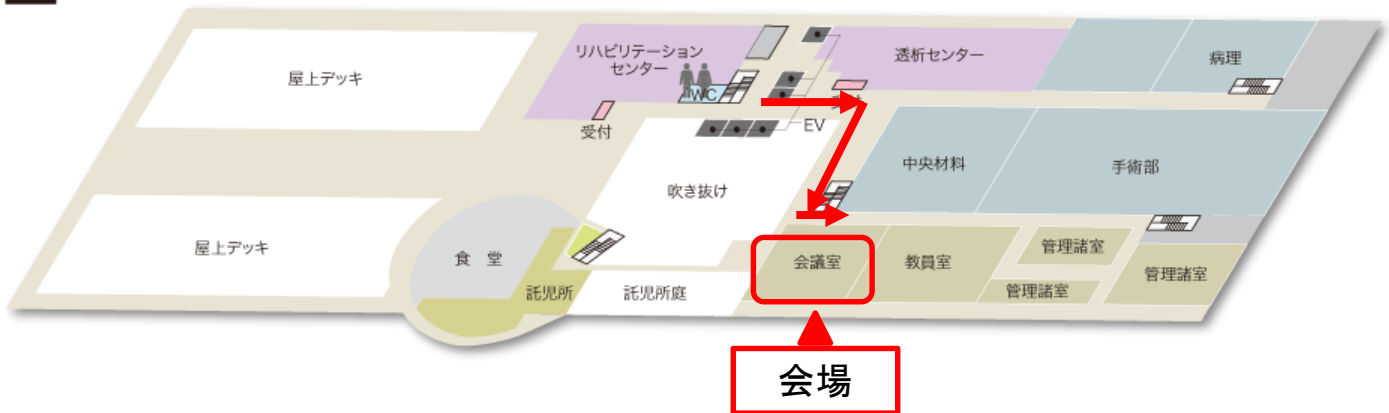 リハビリテーション
センター
透析センター
病理
屋上デッキ
WC
受付
EV
中央材料
手術部
吹き抜け
屋上デッキ
食 堂
会議室
教員室
管理諸室
管理諸室
管理諸室
託児所
託児所庭
会場